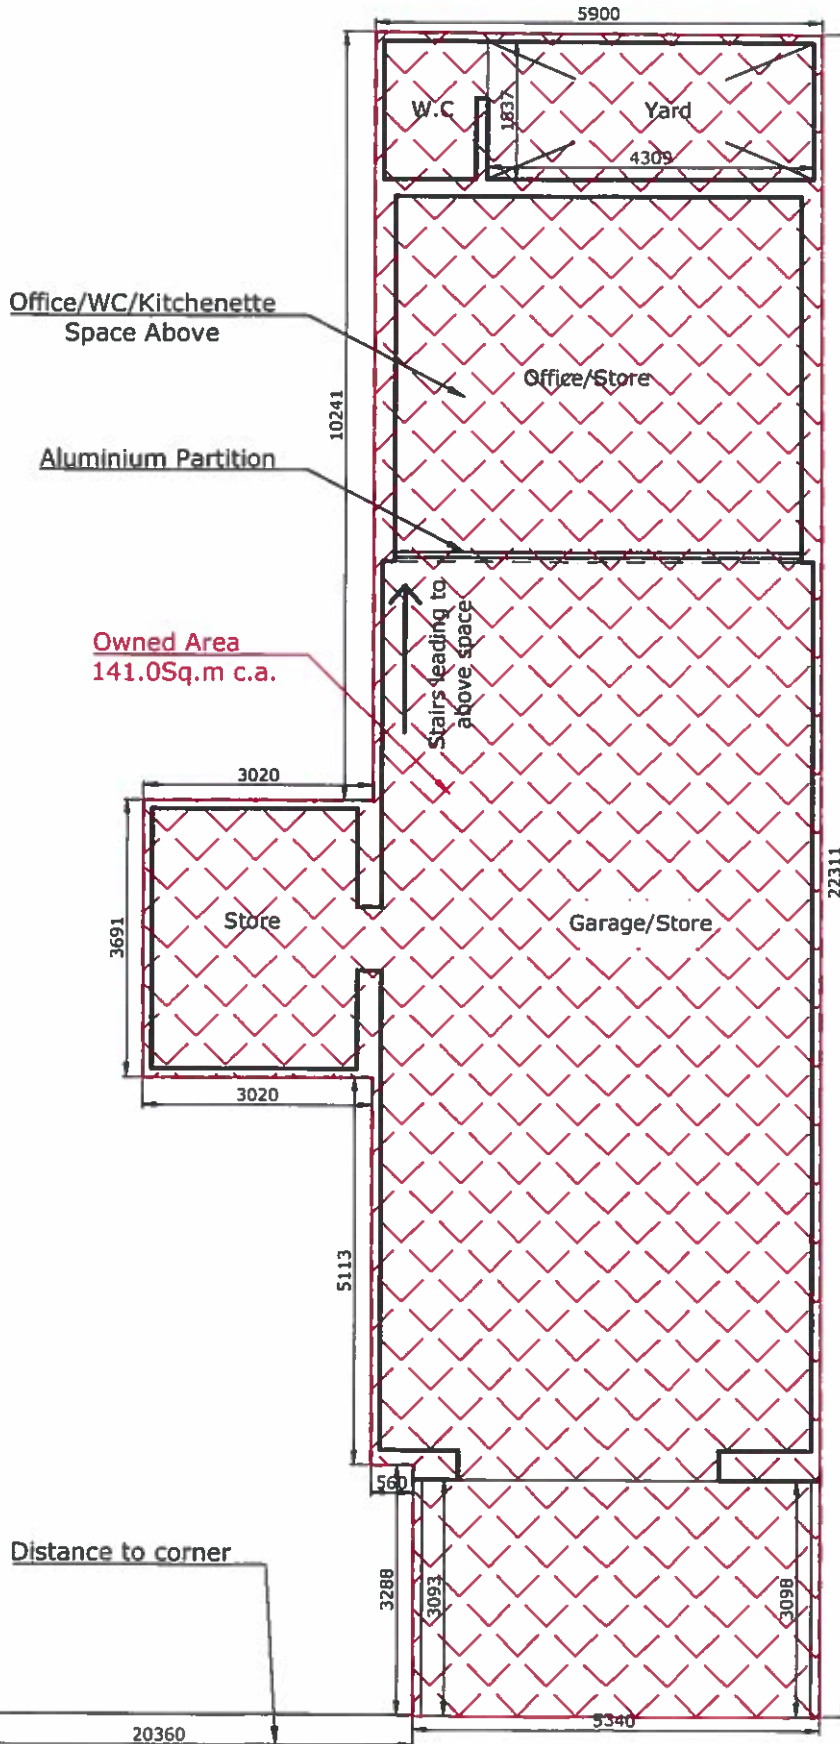 5900
W.C
1837
Yard
4309
Office/WC/Kitchenette
Space Above
Office/Store
10241
Aluminium Partition
Stairs leading to
above space
Owned Area
141.0Sq.m c.a.
3020
22311
3691
Store
Garage/Store
3020
5113
560
Distance to corner
3288
3093
3098
20360
5340